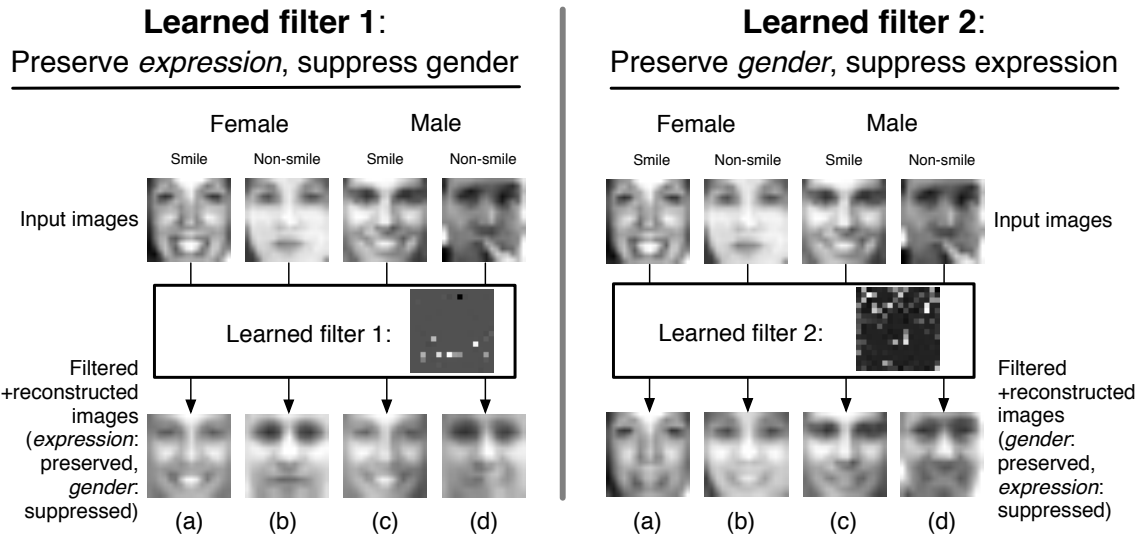 Learned filter 1:
Preserve expression, suppress gender
Female
Male
Smile
Non-smile
Smile
Non-smile
Input images
Learned filter 1:
Filtered
+reconstructed
images
(expression:
preserved,
gender:
suppressed)
(a)
(b)
(c)
(d)
Learned filter 2:
Preserve gender, suppress expression
Female
Male
Smile
Non-smile
Smile
Non-smile
Input images
Learned filter 2:
Filtered
+reconstructed
images
(gender:
preserved,
expression:
suppressed)
(a)
(b)
(c)
(d)